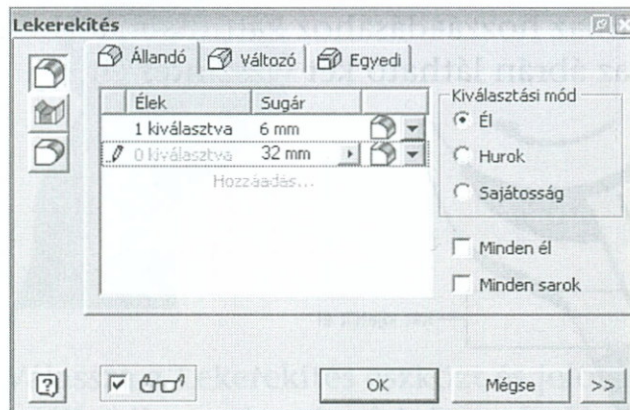 Lekerekítés
Állandó Változó Egyedi
Élek Sugár
1 kiválasztva 6 mm
0 kiválasztva 32 mm
Hozzáadás...
Kiválasztási mód
Él
Hurok
Sajátosság
Minden él
Minden sarok
OK Mégse >>